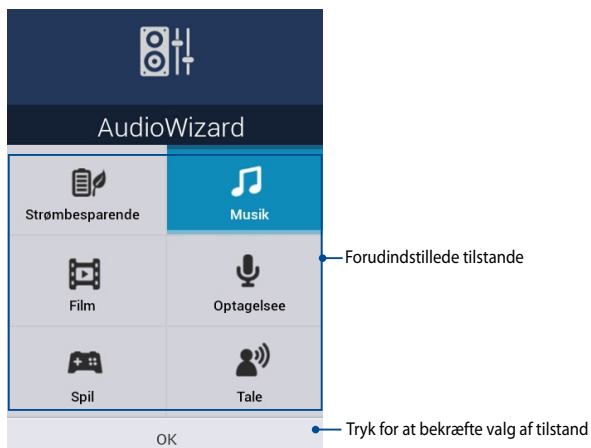 AudioWizard
Strømbesparende
Musik
Film
Optagelsee
Forudindstillede tilstande
Spil
Tale
OK
Tryk for at bekræfte valg af tilstand